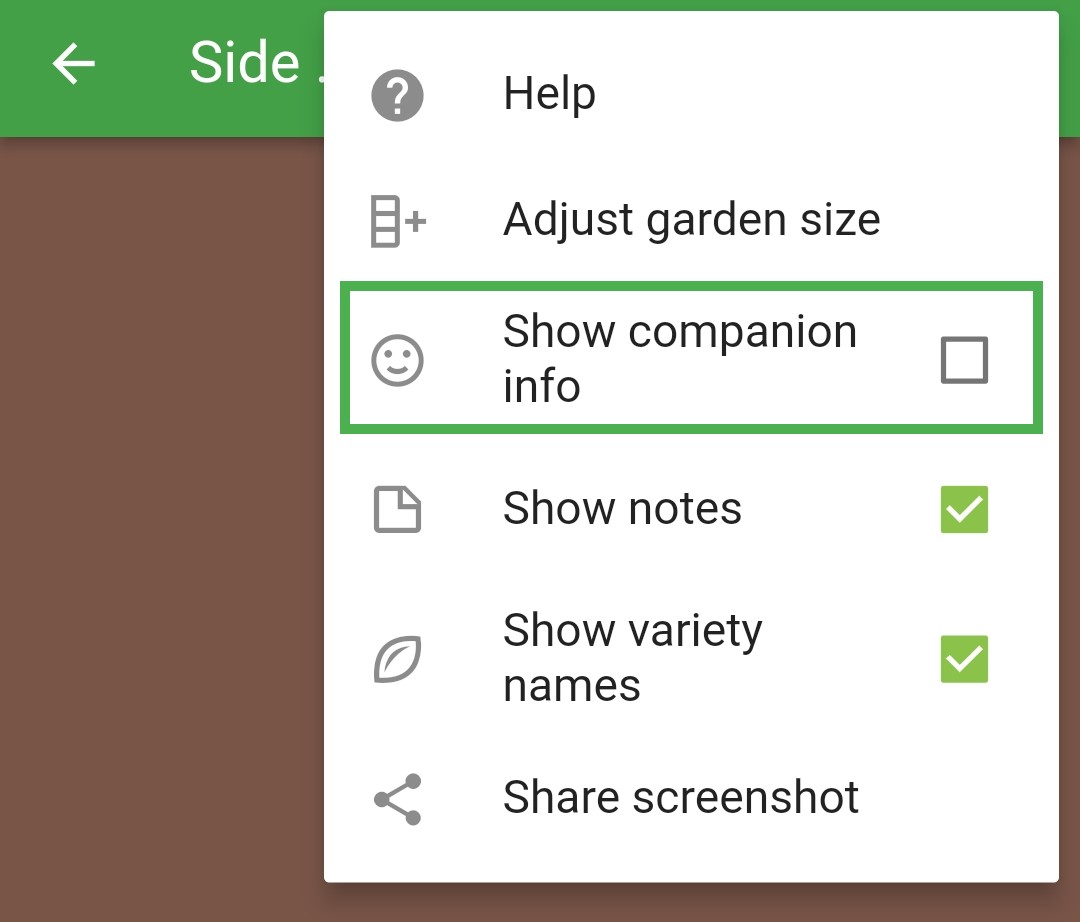 Side .
Help
Adjust garden size
Show companion
info
Show notes
Show variety
names
Share screenshot